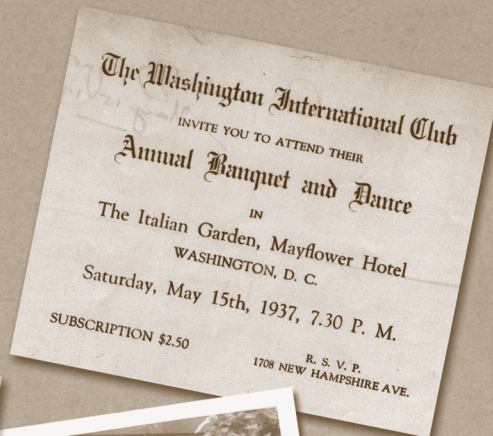 The Washington International Club
INVITE YOU TO ATTEND THEIR
Annual Banquet and Dance
IN
The Italian Garden, Mayflower Hotel
WASHINGTON, D. C.
Saturday, May 15th, 1937, 7.30 P. M.
SUBSCRIPTION $2.50
R. S. V. P.
1708 NEW HAMPSHIRE AVE.